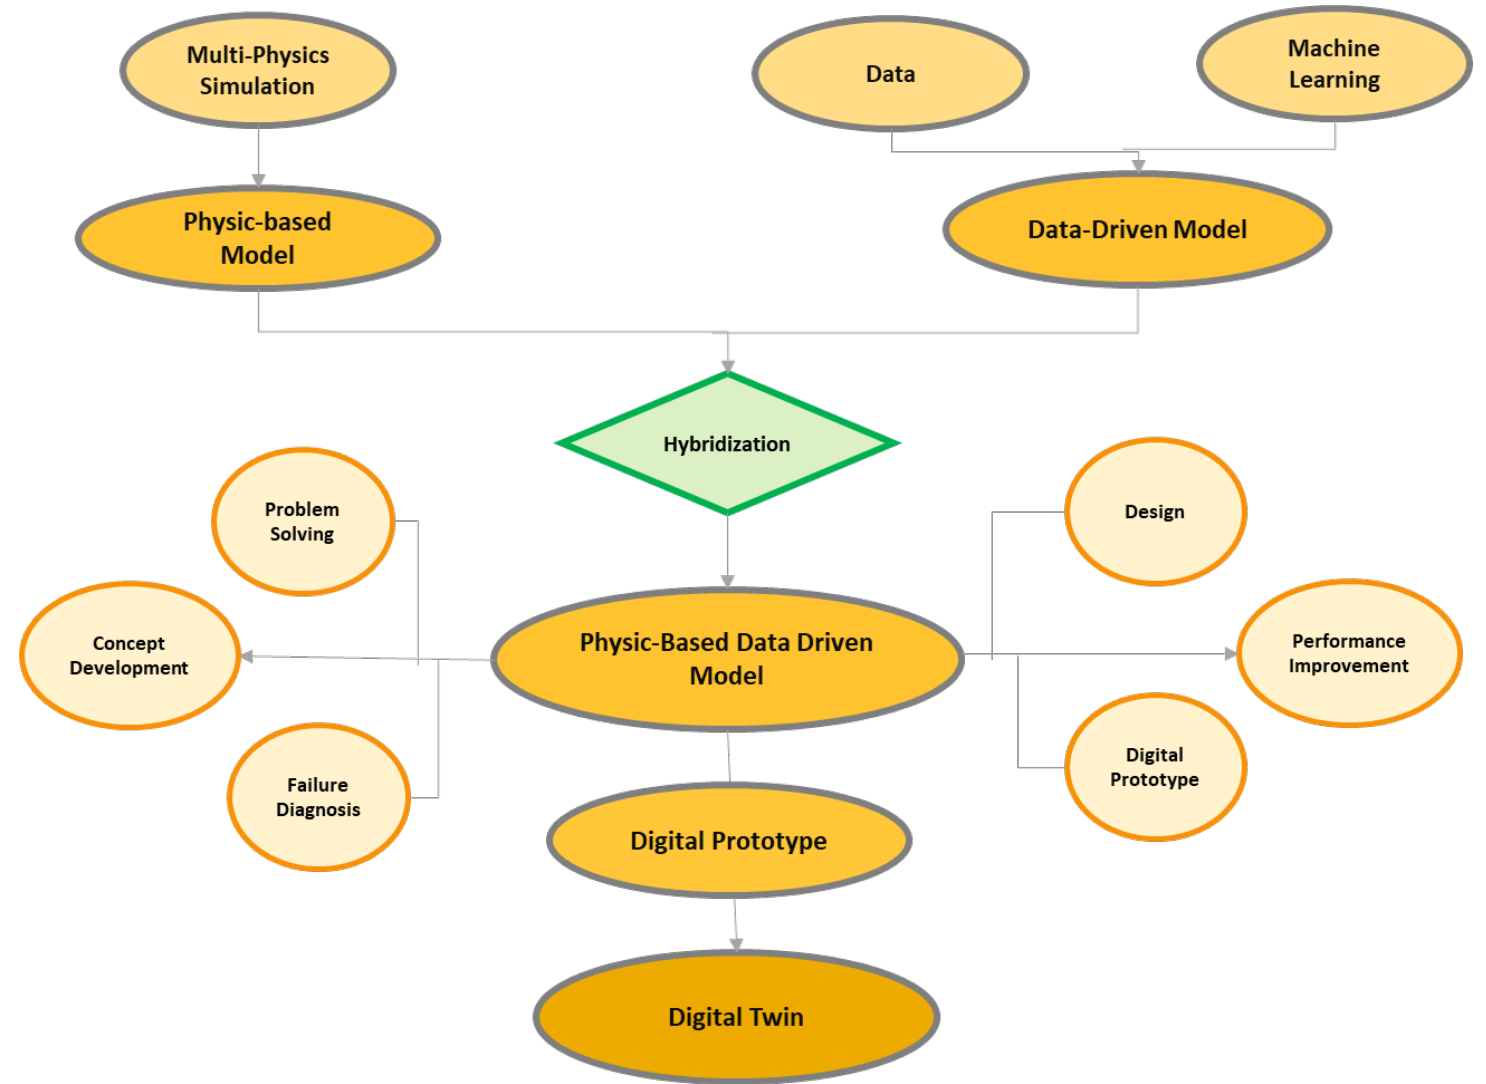 Multi-Physics
Simulation
Data
Machine
Learning
Physic-based
Model
Data-Driven Model
Hybridization
Problem
Solving
Design
Concept
Development
Physic-Based Data Driven
Model
Performance
Improvement
Failure
Diagnosis
Digital
Prototype
Digital Prototype
Digital Twin